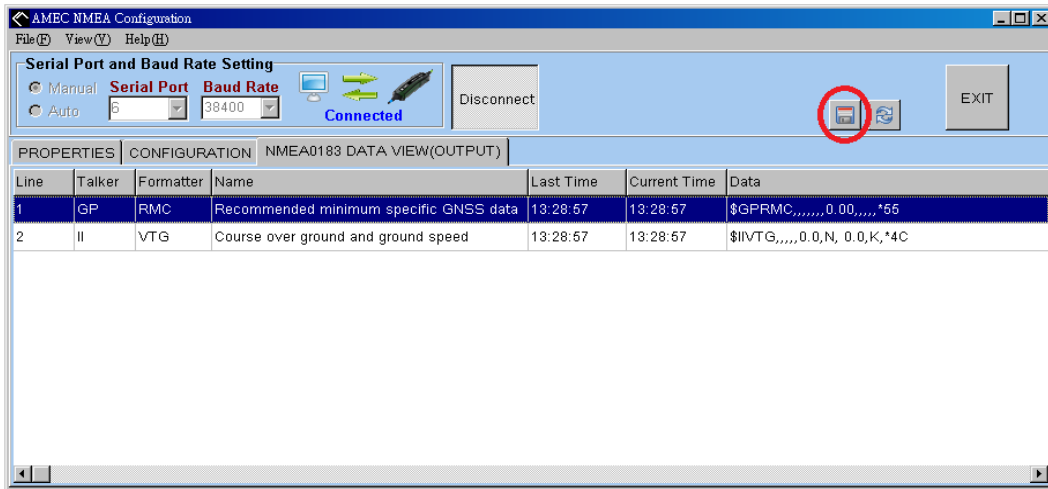 AMEC NMEA Configuration
File(F) View(V) Help(H)
Serial Port and Baud Rate Setting
Manual Serial Port Baud Rate
Auto 6 38400
Connected
Disconnect
EXIT
PROPERTIES CONFIGURATION NMEA0183 DATA VIEW(OUTPUT)
Line Talker Formatter Name Last Time Current Time Data
1 GP RMC Recommended minimum specific GNSS data 13:28:57 13:28:57 $GPRMC,,,,,,,0.00,,,,,*55
2 II VTG Course over ground and ground speed 13:28:57 13:28:57 $IIVTG,,,,,0.0,N, 0.0,K,*4C